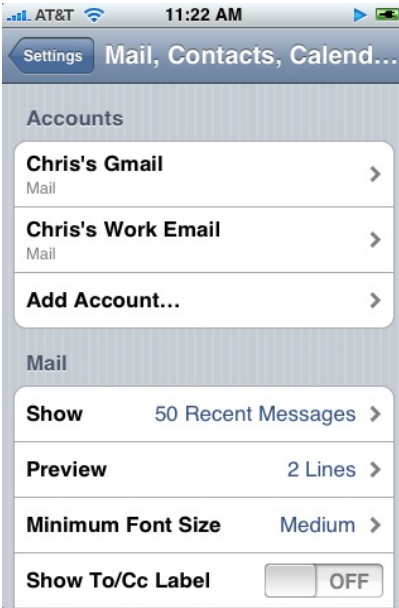 AT&T 11:22 AM
Settings Mail, Contacts, Calend...
Accounts
Chris's Gmail
Mail
Chris's Work Email
Mail
Add Account...
Mail
Show 50 Recent Messages
Preview 2 Lines
Minimum Font Size Medium
Show To/Cc Label OFF